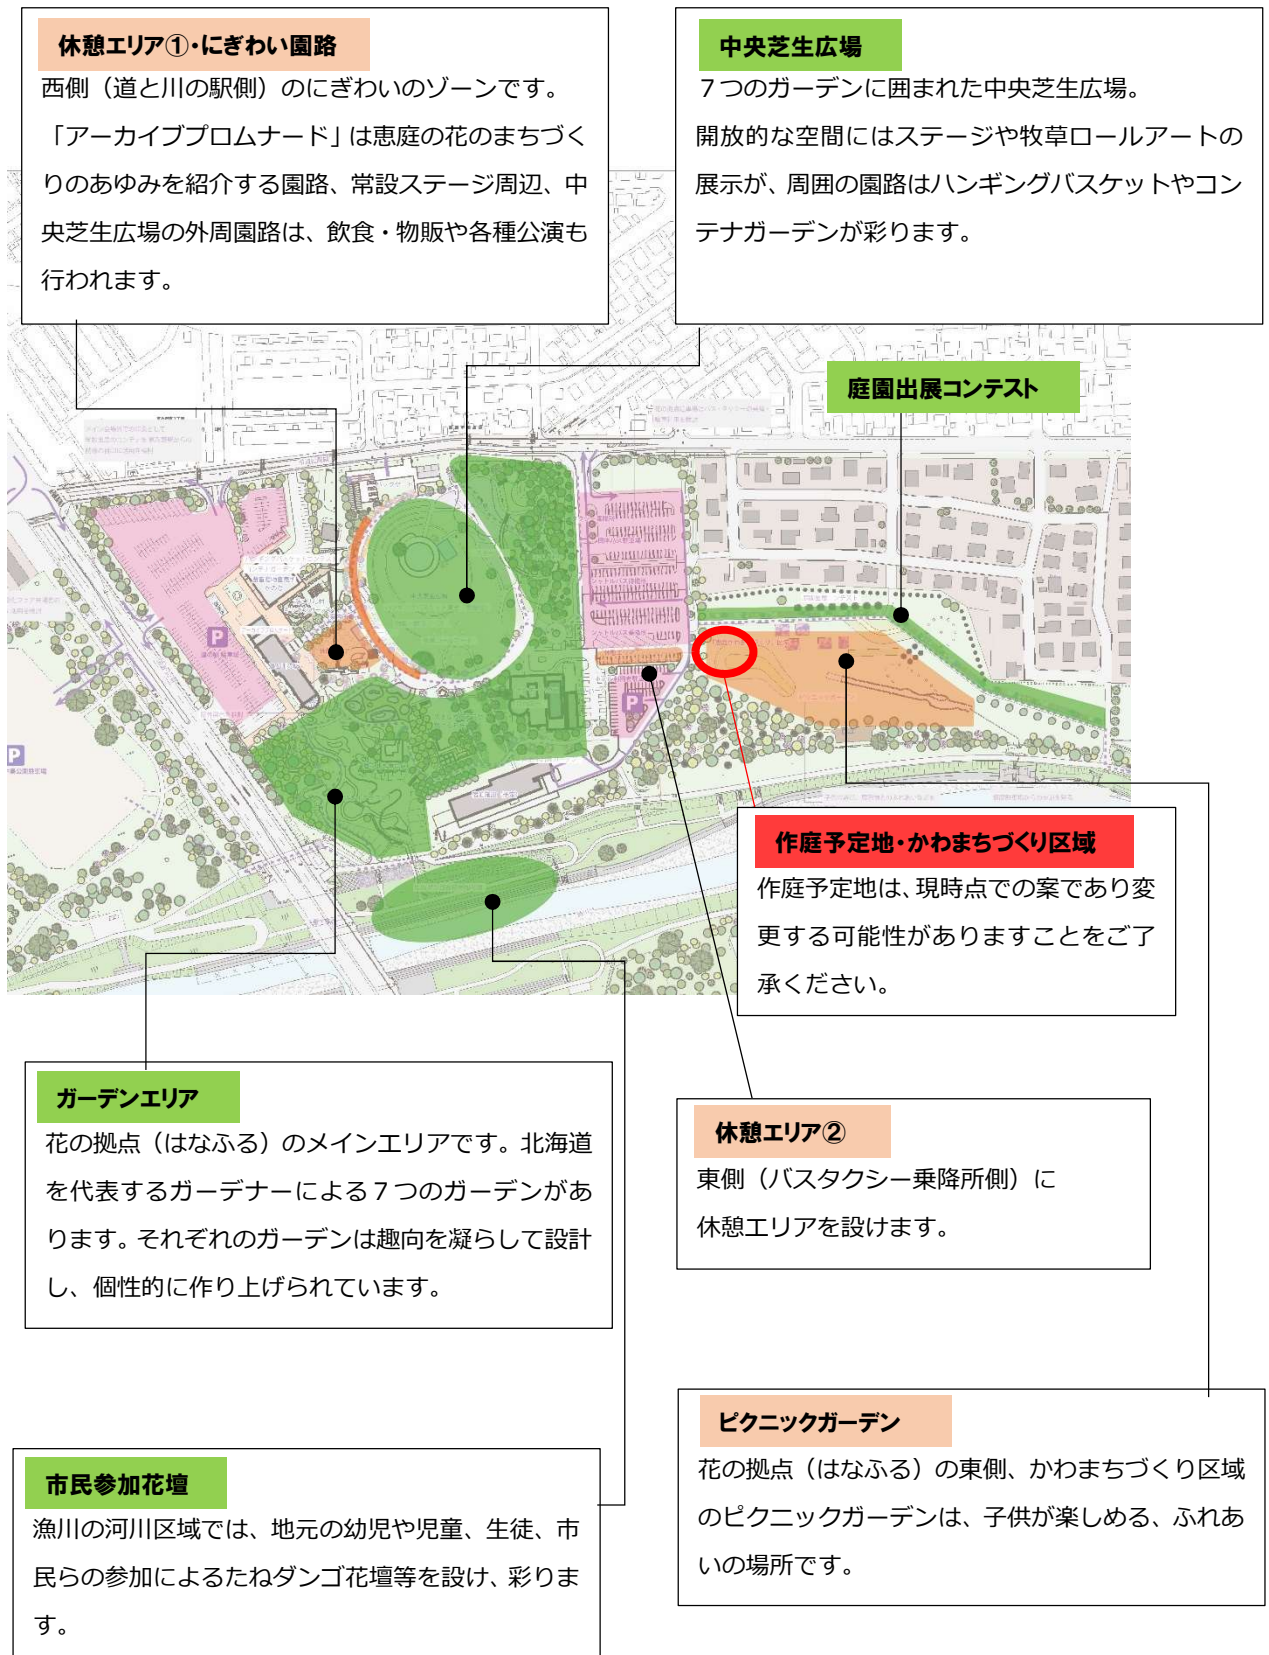 休憩エリア①・にぎわい園路
西側（道と川の駅側）のにぎわいのゾーンです。
「アーカイブプロムナード」は恵庭の花のまちづく
りのあゆみを紹介する園路、常設ステージ周辺、中
央芝生広場の外周園路は、飲食・物販や各種公演も
行われます。
中央芝生広場
７つのガーデンに囲まれた中央芝生広場。
開放的な空間にはステージや牧草ロールアートの
展示が、周囲の園路はハンギングバスケットやコン
テナガーデンが彩ります。
庭園出展コンテスト
P
P
P
作庭予定地・かわまちづくり区域
作庭予定地は、現時点での案であり変
更する可能性がありますことをご了
承ください。
ガーデンエリア
花の拠点（はなふる）のメインエリアです。北海道
を代表するガーデナーによる７つのガーデンがあ
ります。それぞれのガーデンは趣向を凝らして設計
し、個性的に作り上げられています。
休憩エリア②
東側（バスタクシー乗降所側）に
休憩エリアを設けます。
ピクニックガーデン
花の拠点（はなふる）の東側、かわまちづくり区域
のピクニックガーデンは、子供が楽しめる、ふれあ
いの場所です。
市民参加花壇
漁川の河川区域では、地元の幼児や児童、生徒、市
民らの参加によるたねダンゴ花壇等を設け、彩りま
す。